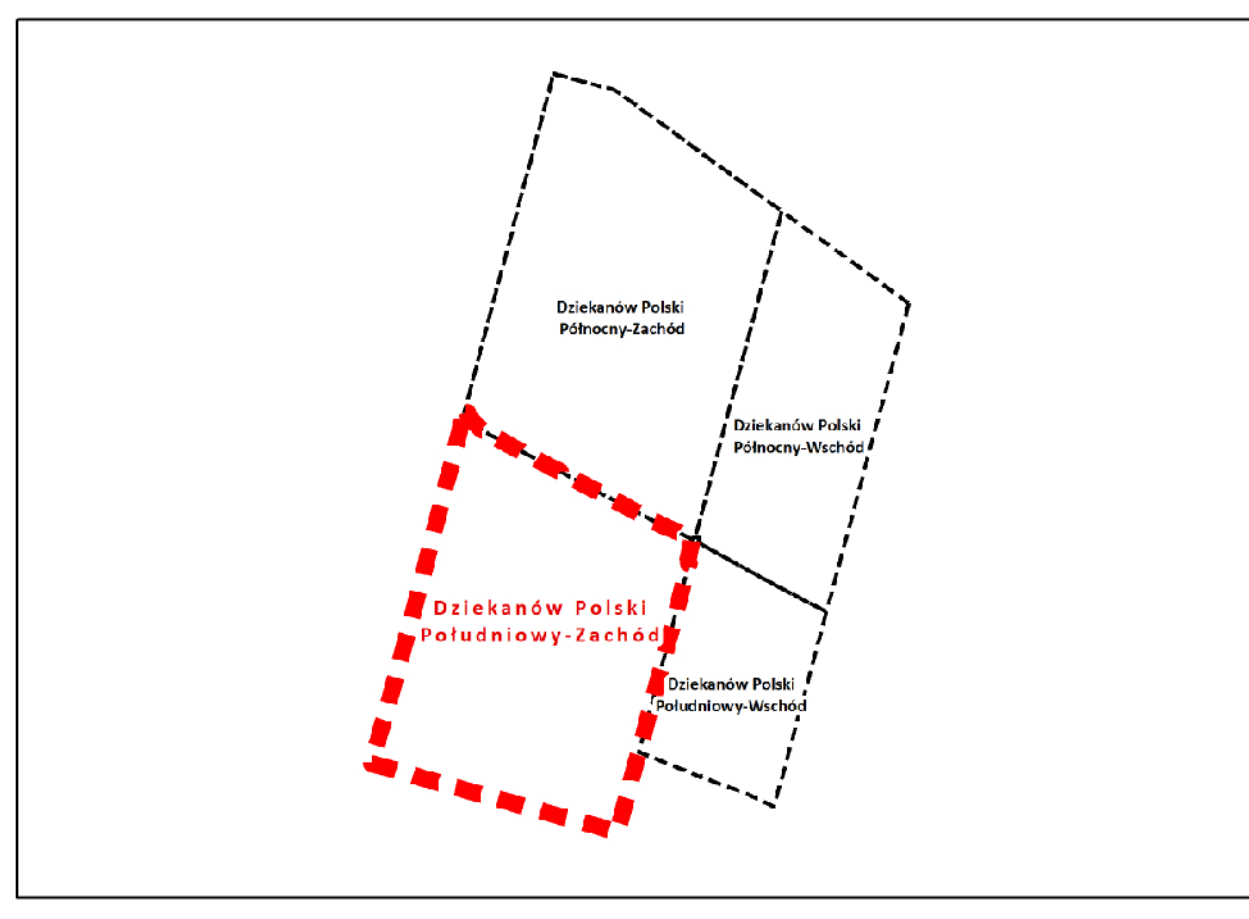 Dziekanów Polski
Północny-Zachód
Dziekanów Polski
Północny-Wschód
Dziekanów Polski
Południowy-Zachód
Dziekanów Polski
Południowy-Wschód